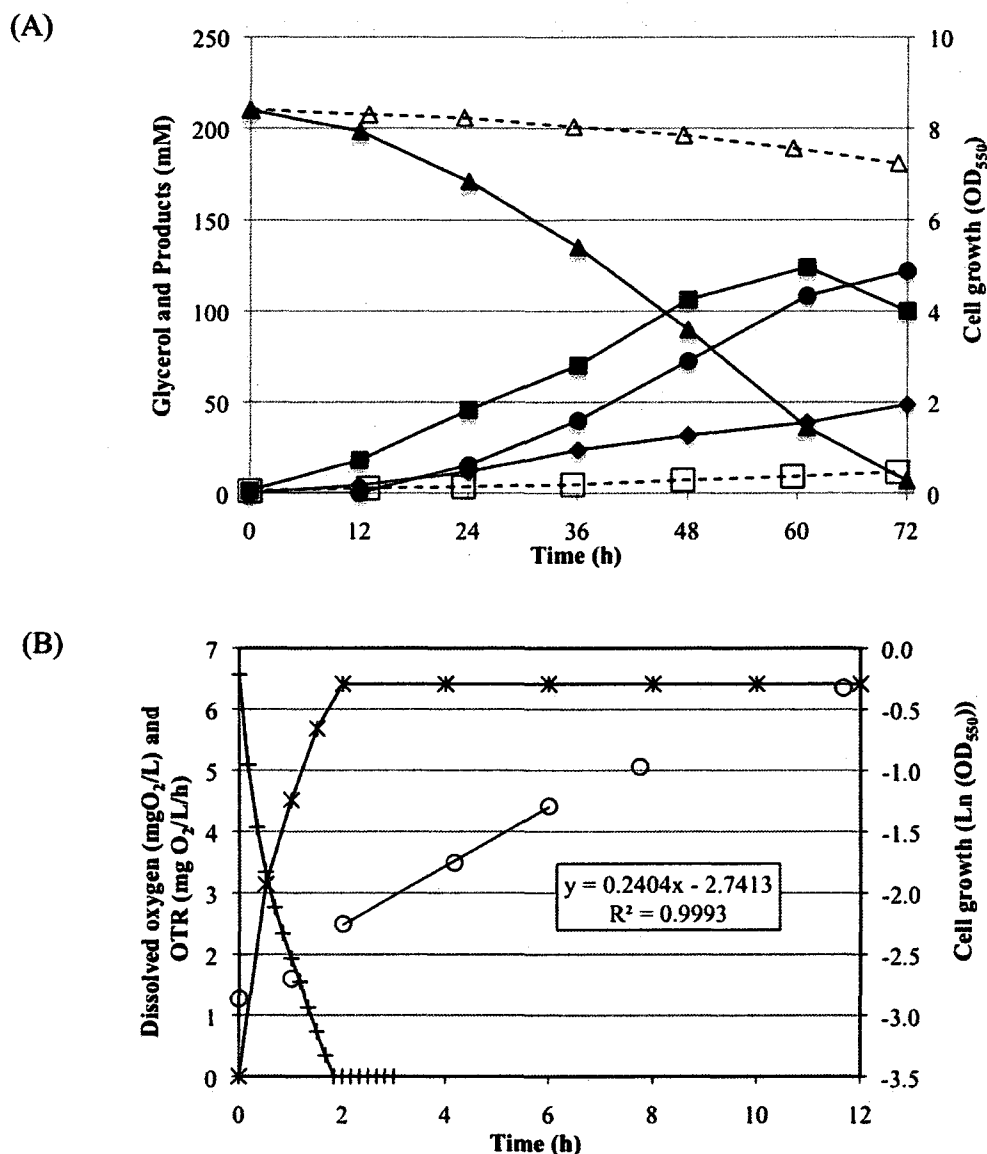 (A)
250
200
150
100
50
0
Glycerol and Products (mM)
10
8
6
4
2
0
Cell growth (OD₅₅₀)
0 12 24 36 48 60 72
Time (h)
(B)
7
6
5
4
3
2
1
0
Dissolved oxygen (mgO₂/L) and
OTR (mg O₂/L/h)
0.0
-0.5
-1.0
-1.5
-2.0
-2.5
-3.0
-3.5
Cell growth (Ln (OD₅₅₀))
y = 0.2404x - 2.7413
R² = 0.9993
0 2 4 6 8 10 12
Time (h)